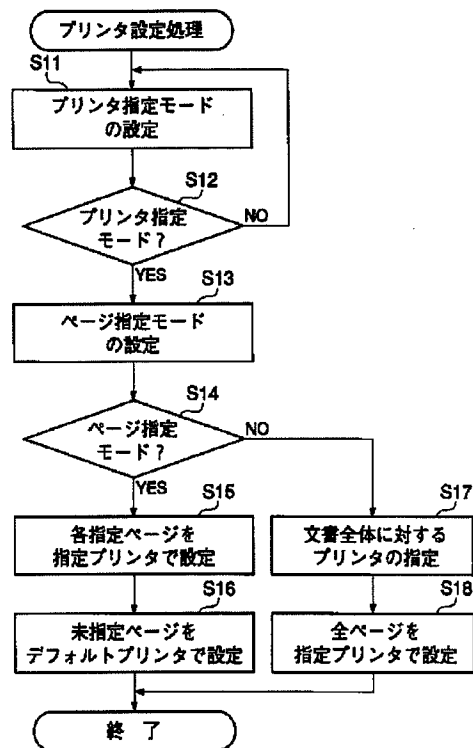 プリンタ設定処理
S11
プリンタ指定モード
の設定
S12
プリンタ指定
モード?
NO
YES
S13
ページ指定モード
の設定
S14
ページ指定
モード?
NO
YES
S15
各指定ページを
指定プリンタで設定
S17
文書全体に対する
プリンタの指定
S16
未指定ページを
デフォルトプリンタで設定
S18
全ページを
指定プリンタで設定
終 了